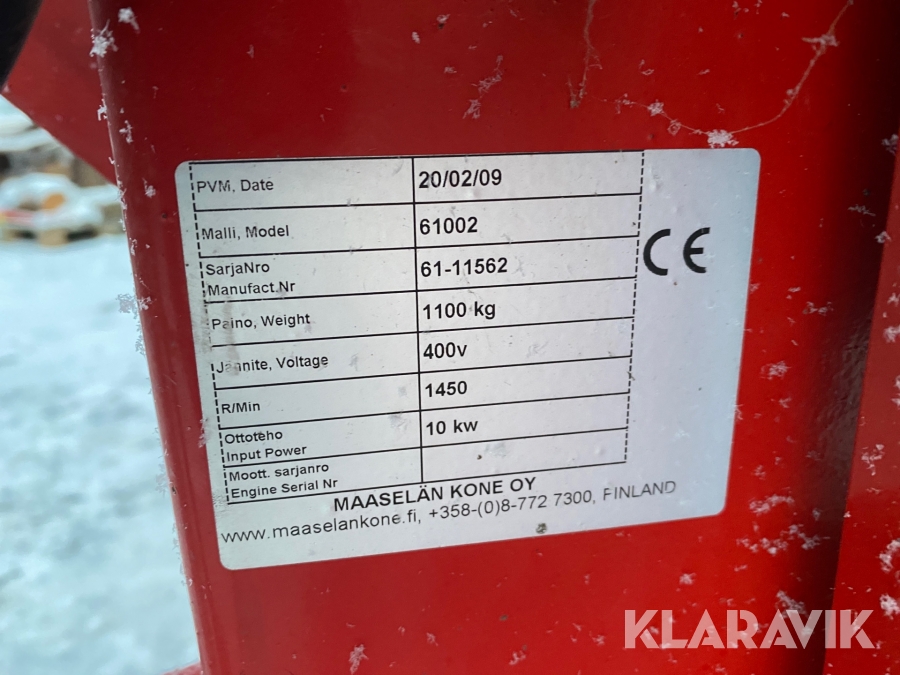 PVM, Date 20/02/09
Malli, Model 61002
SarjaNro
Manufact.Nr 61-11562
Paino, Weight 1100 kg
Jännite, Voltage 400v
R/Min 1450
Ottoteho
Input Power 10 kw
Moott. sarjanro
Engine Serial Nr
CE
MAASELÄN KONE OY
www.maaselankone.fi, +358-(0)8-772 7300, FINLAND
KLARAVIK